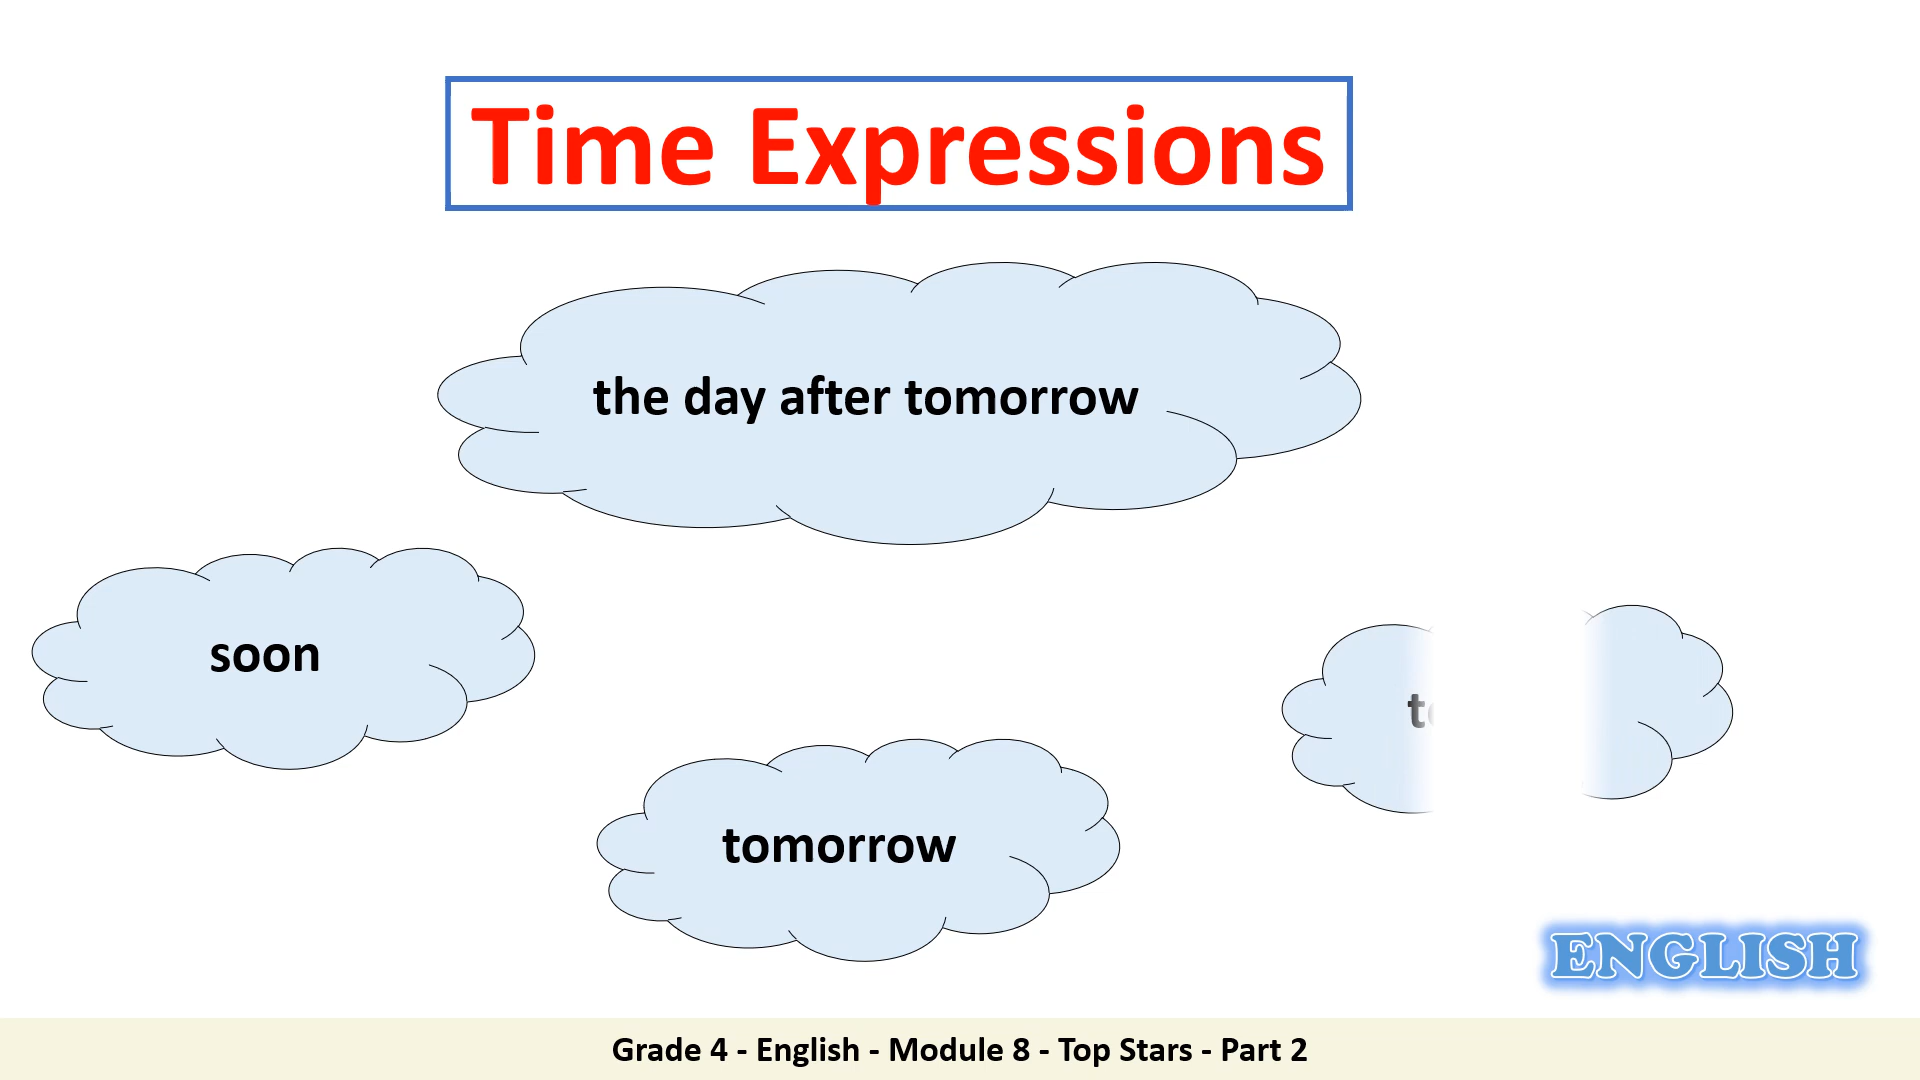 Time Expressions
the day after tomorrow
soon
tomorrow
ENGLISH
Grade 4 - English - Module 8 - Top Stars - Part 2